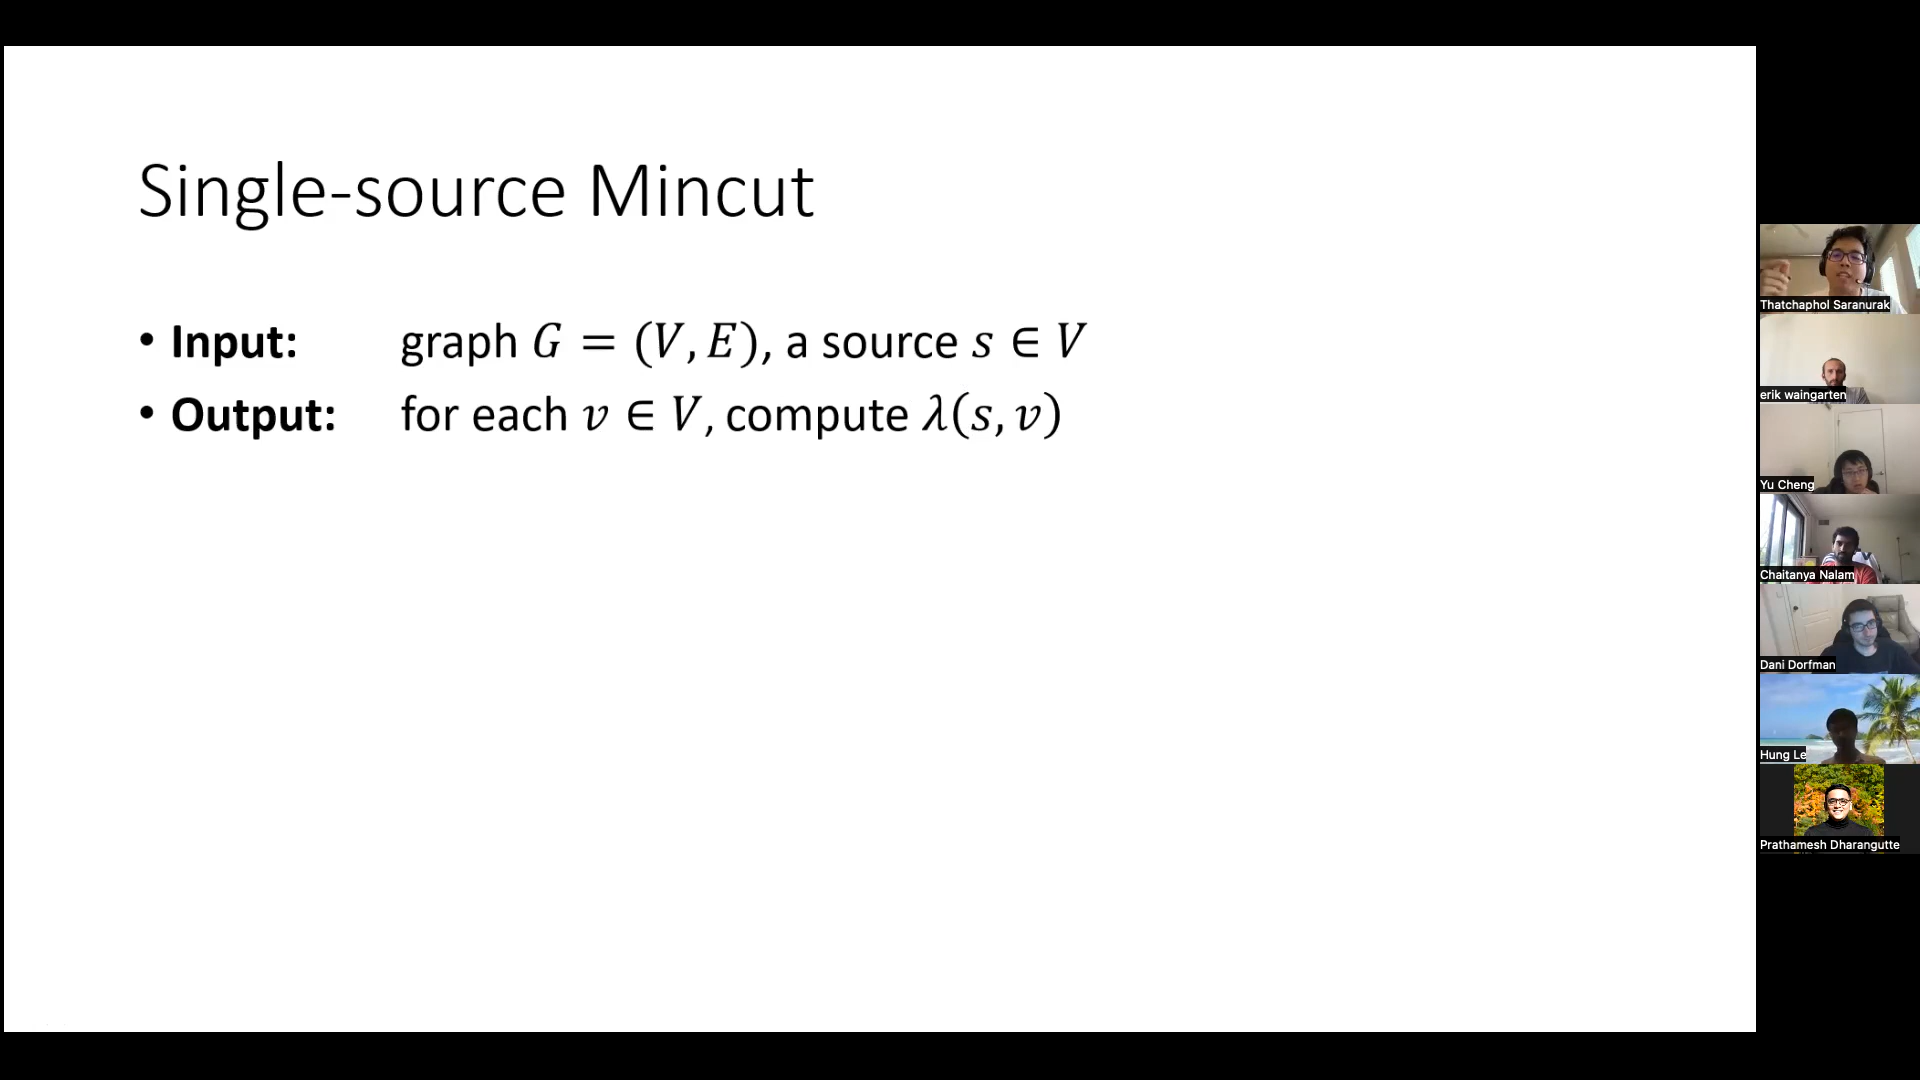 Single-source Mincut
• Input: graph G = (V, E), a source s ∈ V
• Output: for each v ∈ V, compute λ(s, v)
Thatchaphol Saranurak
erik waingarten
Yu Cheng
Chaitanya Nalam
Dani Dorfman
Hung Le
Prathamesh Dharangutte